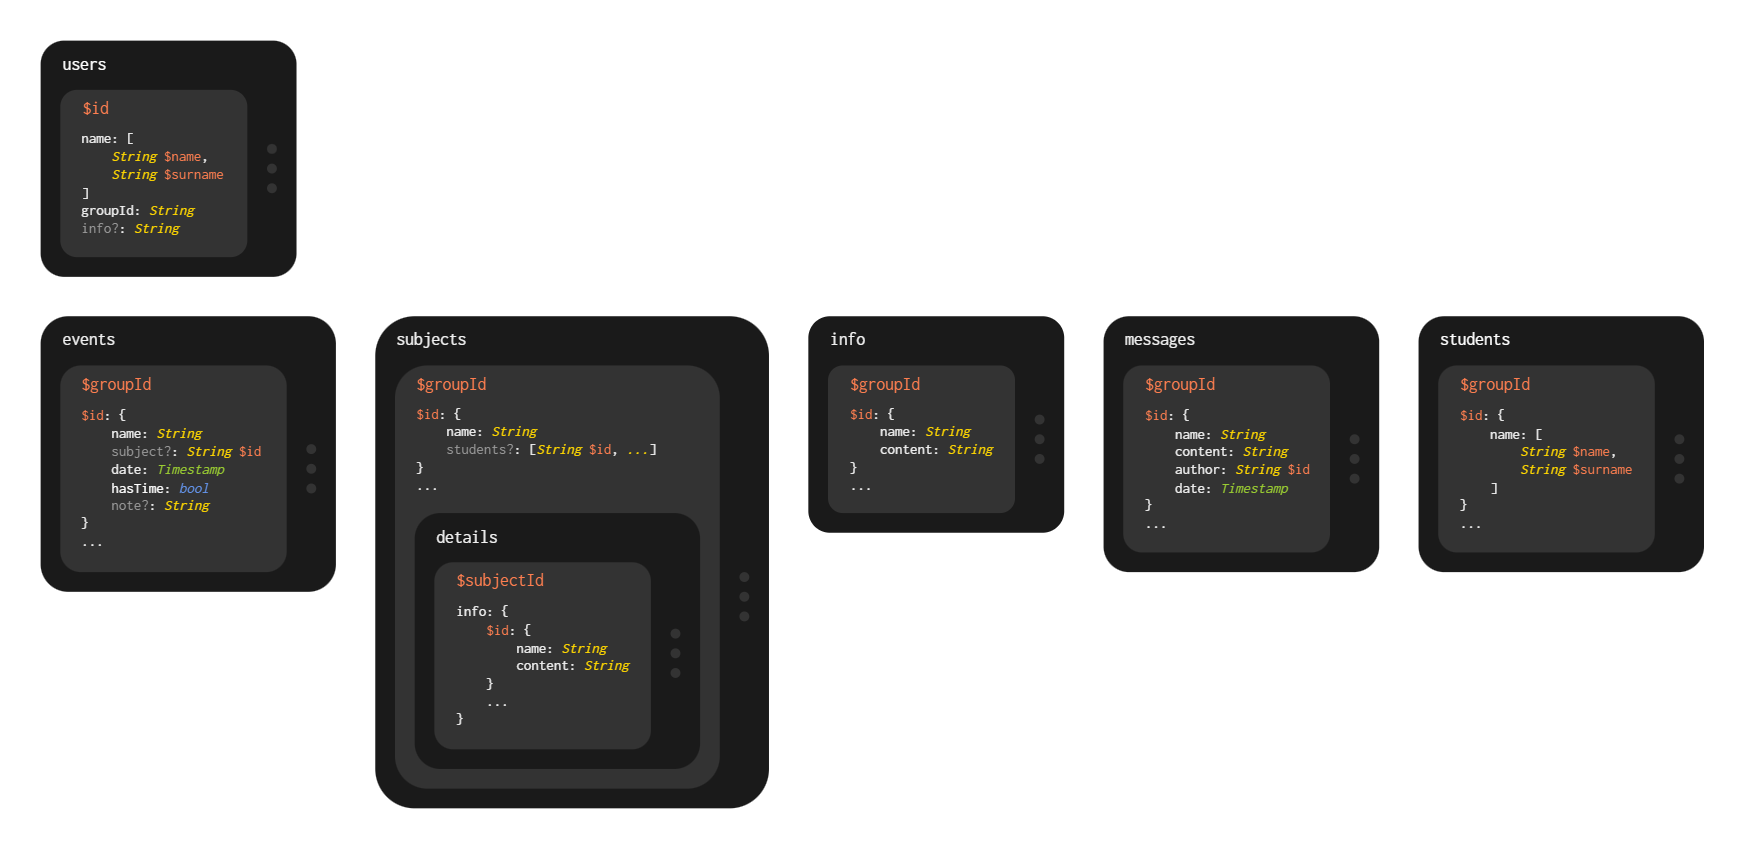 users
$id
name: [
    String $name,
    String $surname
]
groupId: String
info?: String
events
$groupId
$id: {
    name: String
    subject?: String $id
    date: Timestamp
    hasTime: bool
    note?: String
}
...
subjects
$groupId
$id: {
    name: String
    students?: [String $id, ...]
}
...
details
$subjectId
info: {
    $id: {
        name: String
        content: String
    }
    ...
}
info
$groupId
$id: {
    name: String
    content: String
}
...
messages
$groupId
$id: {
    name: String
    content: String
    author: String $id
    date: Timestamp
}
...
students
$groupId
$id: {
    name: [
        String $name,
        String $surname
    ]
}
...